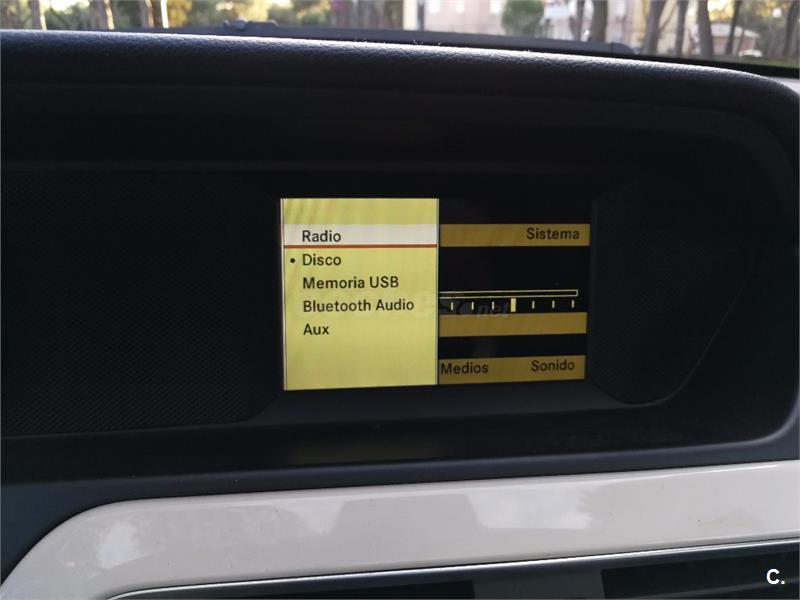 Radio
Sistema
Disco
Memoria USB
Bluetooth Audio
Aux
Medios
Sonido
C.